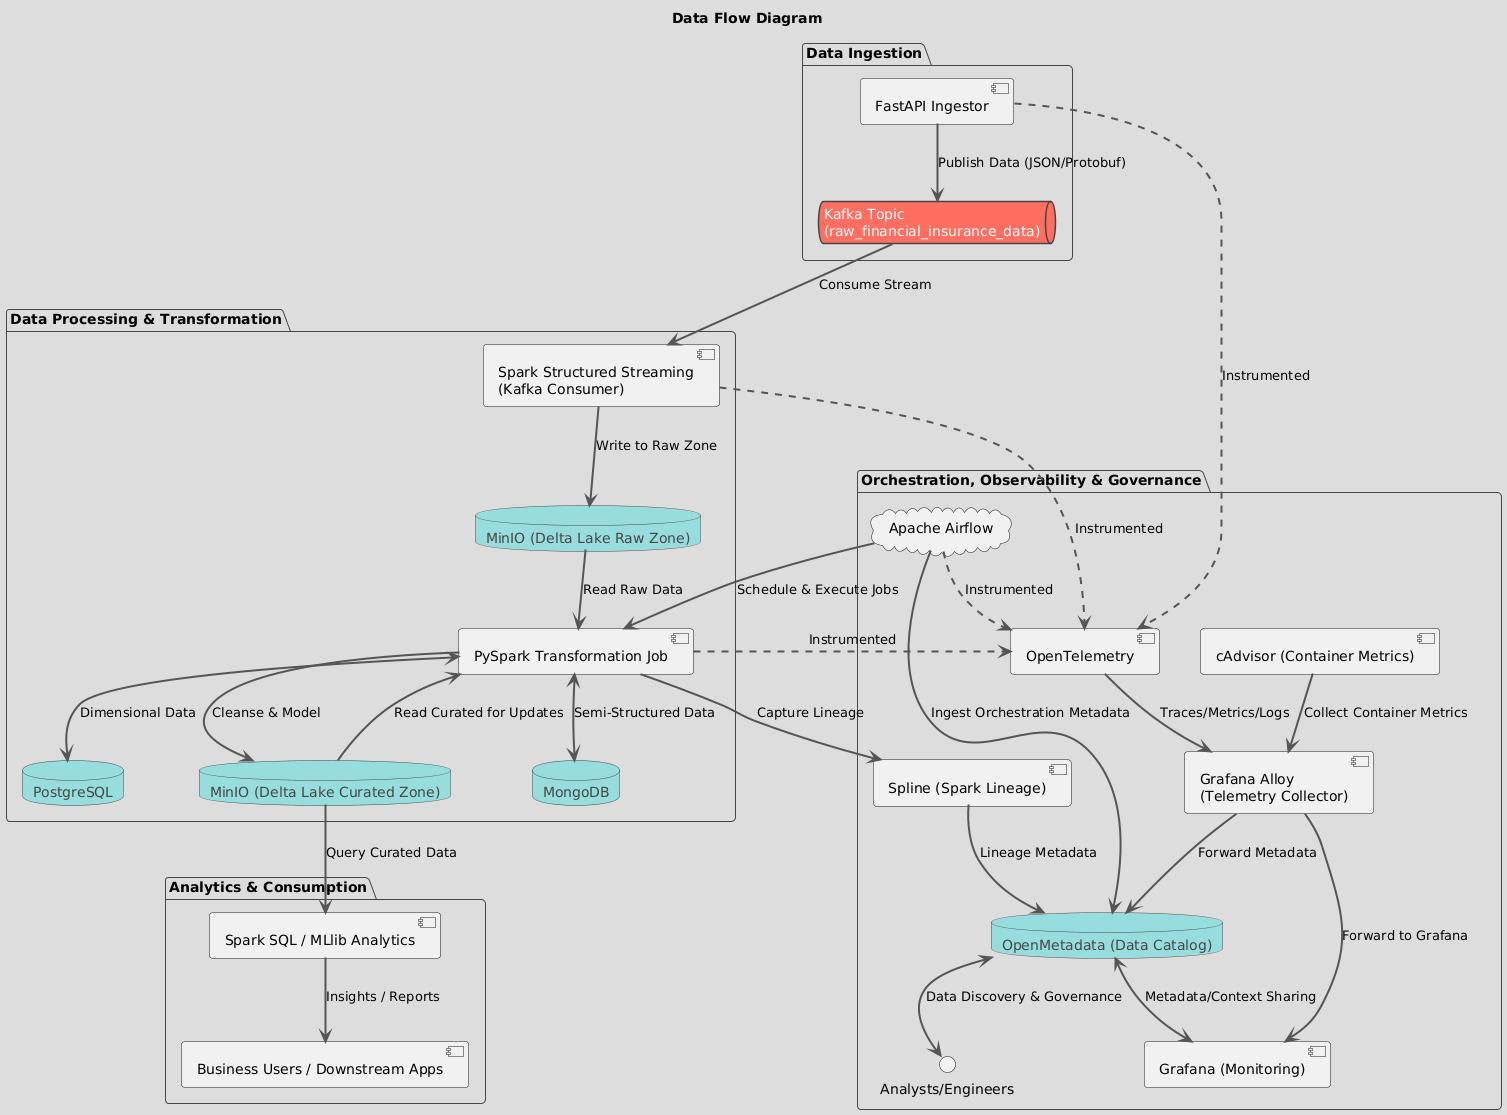 Data Flow Diagram
Data Ingestion
FastAPI Ingestor
Publish Data (JSON/Protobuf)
Kafka Topic
(raw_financial_insurance_data)
Consume Stream
Data Processing & Transformation
Spark Structured Streaming
(Kafka Consumer)
Instrumented
Write to Raw Zone
Orchestration, Observability & Governance
Apache Airflow
Instrumented
MinIO (Delta Lake Raw Zone)
Read Raw Data
Schedule & Execute Jobs
Instrumented
Instrumented
PySpark Transformation Job
OpenTelemetry
cAdvisor (Container Metrics)
Dimensional Data
Cleanse & Model
Read Curated for Updates
Semi-Structured Data
Capture Lineage
Ingest Orchestration Metadata
Traces/Metrics/Logs
Collect Container Metrics
PostgreSQL
MinIO (Delta Lake Curated Zone)
MongoDB
Spline (Spark Lineage)
Grafana Alloy
(Telemetry Collector)
Query Curated Data
Lineage Metadata
Forward Metadata
Analytics & Consumption
Spark SQL / MLlib Analytics
OpenMetadata (Data Catalog)
Forward to Grafana
Insights / Reports
Data Discovery & Governance
Metadata/Context Sharing
Business Users / Downstream Apps
Analysts/Engineers
Grafana (Monitoring)